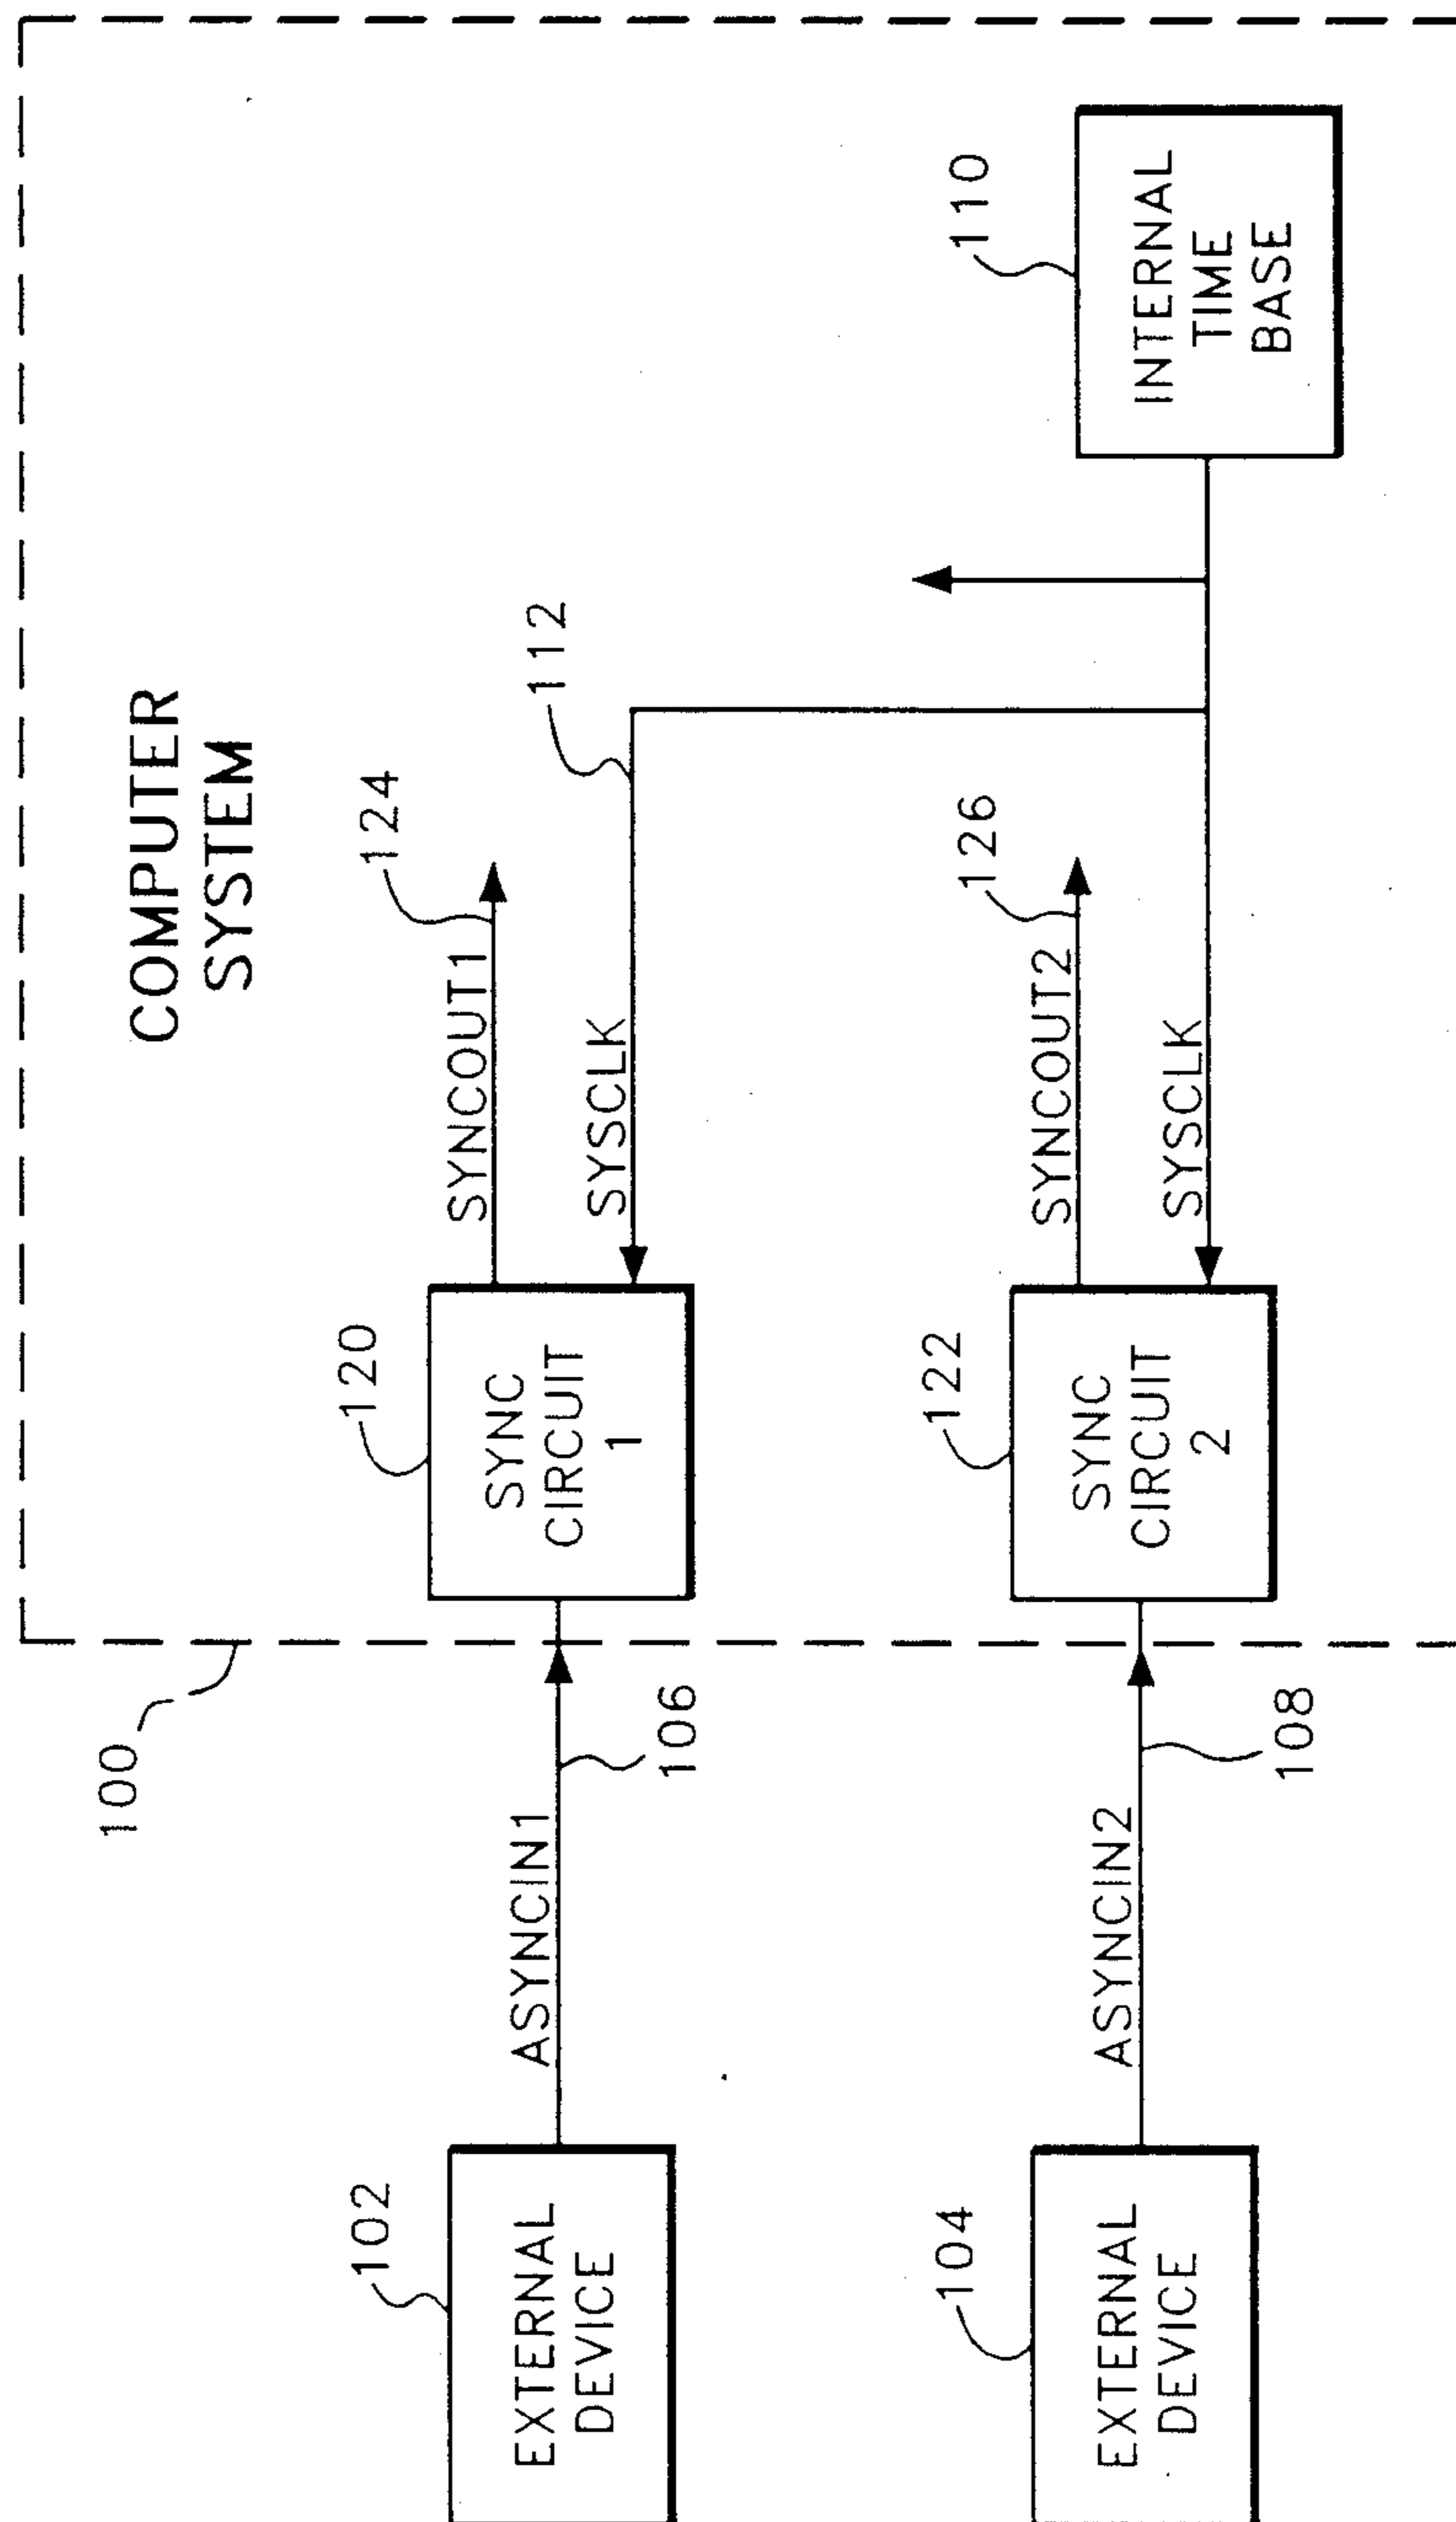 COMPUTER
SYSTEM
100
102
EXTERNAL
DEVICE
ASYNCIN1
106
120
SYNC
CIRCUIT
1
SYNCOUT1
124
SYSCLK
112
104
EXTERNAL
DEVICE
ASYNCIN2
108
122
SYNC
CIRCUIT
2
SYNCOUT2
126
SYSCLK
110
INTERNAL
TIME
BASE